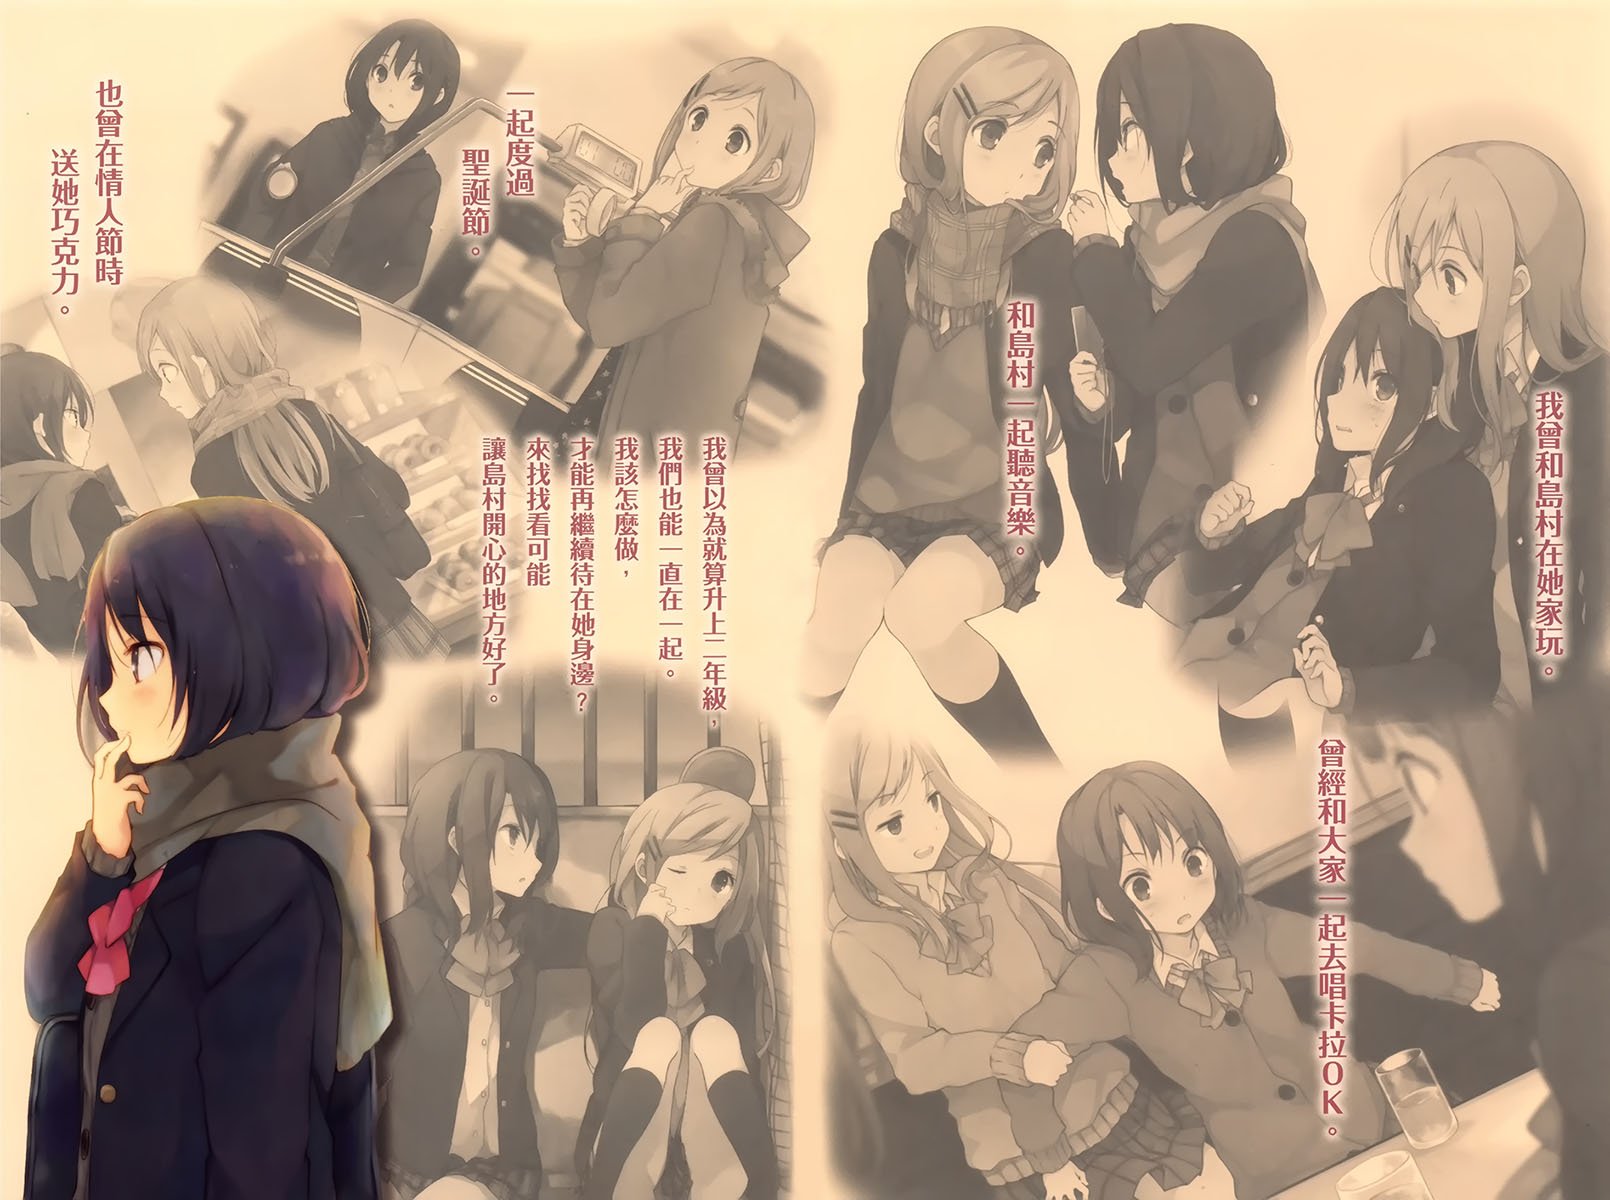 我曾和島村在她家玩。
和島村一起聽音樂。
曾經和大家一起去唱卡拉OK。
一起度過
聖誕節。
也曾在情人節時
送她巧克力。
我曾以為就算升上二年級，
我們也能一直在一起。
我該怎麼做，
才能再繼續待在她身邊？
來找找看可能
讓島村開心的地方好了。